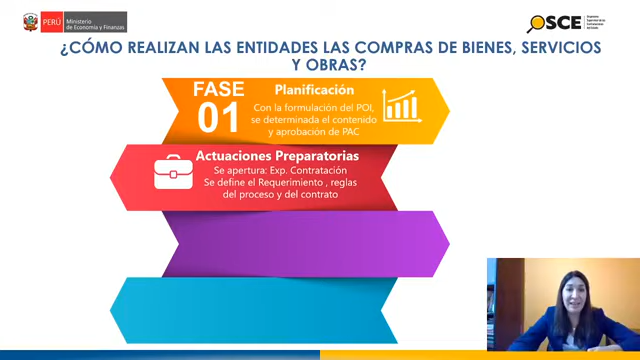 PERÚ
Ministerio
de Economía y Finanzas
OSCE
¿CÓMO REALIZAN LAS ENTIDADES LAS COMPRAS DE BIENES, SERVICIOS
Y OBRAS?
FASE
01
Planificación
Con la formulación del POI,
se determinada el contenido
y aprobación de PAC
Actuaciones Preparatorias
Se apertura: Exp. Contratación
Se define el Requerimiento , reglas
del proceso y del contrato